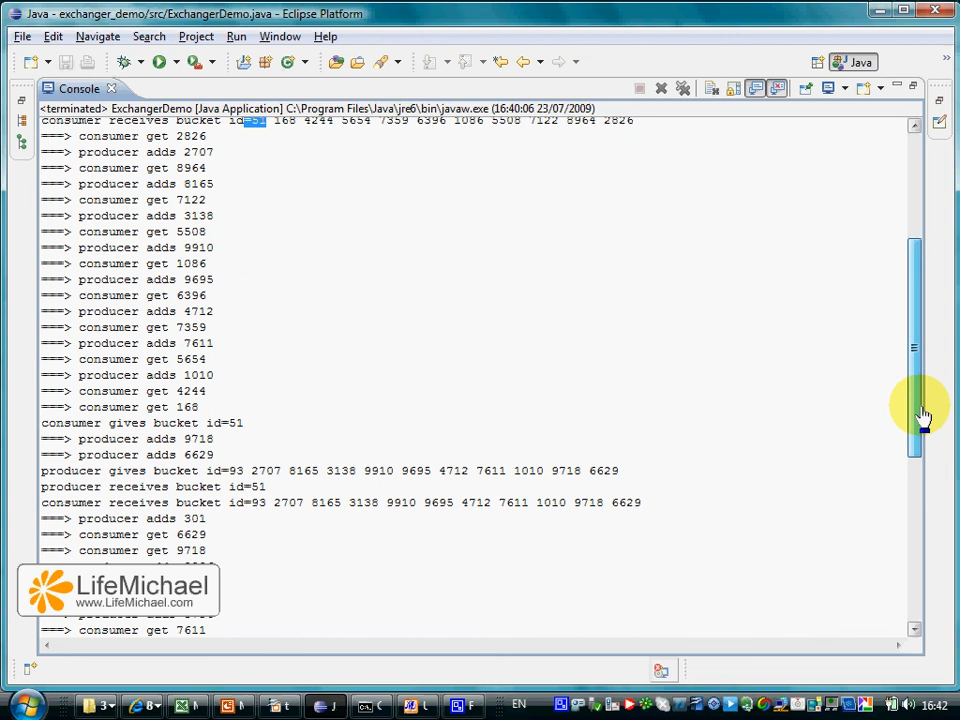 Java - exchanger_demo/src/ExchangerDemo.java - Eclipse Platform
File Edit Navigate Search Project Run Window Help
Java
Console
<terminated> ExchangerDemo [Java Application] C:\Program Files\Java\jre6\bin\javaw.exe (16:40:06 23/07/2009)
consumer receives bucket id=51 168 4244 5654 7359 6396 1086 5508 7122 8964 2826
===> consumer get 2826
===> producer adds 2707
===> consumer get 8964
===> producer adds 8165
===> consumer get 7122
===> producer adds 3138
===> consumer get 5508
===> producer adds 9910
===> consumer get 1086
===> producer adds 9695
===> consumer get 6396
===> producer adds 4712
===> consumer get 7359
===> producer adds 7611
===> consumer get 5654
===> producer adds 1010
===> consumer get 4244
===> consumer get 168
consumer gives bucket id=51
===> producer adds 9718
===> producer adds 6629
producer gives bucket id=93 2707 8165 3138 9910 9695 4712 7611 1010 9718 6629
producer receives bucket id=51
consumer receives bucket id=93 2707 8165 3138 9910 9695 4712 7611 1010 9718 6629
===> producer adds 301
===> consumer get 6629
===> consumer get 9718
LifeMichael
www.LifeMichael.com
===> consumer get 7611
3 8 EN 16:42